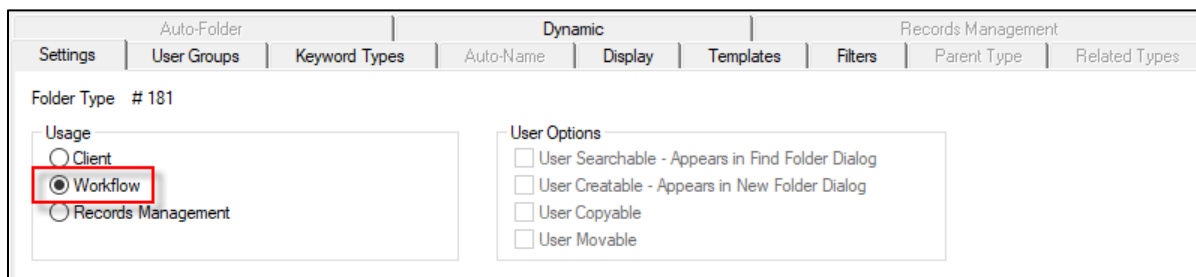 Auto-Folder Dynamic Records Management
Settings User Groups Keyword Types Auto-Name Display Templates Filters Parent Type Related Types
Folder Type # 181
Usage
Client
Workflow
Records Management
User Options
User Searchable - Appears in Find Folder Dialog
User Creatable - Appears in New Folder Dialog
User Copyable
User Movable